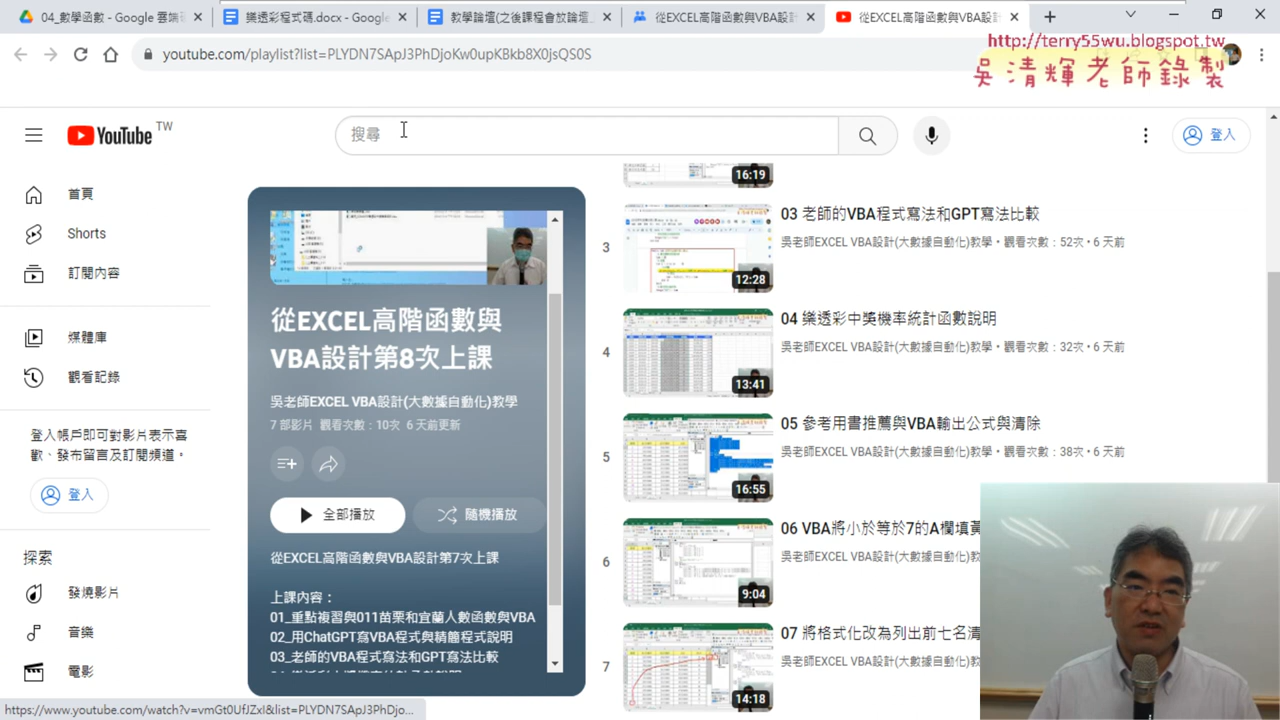 04_數學函數 - Google 雲端硬
樂透彩程式碼.docx - Google
教學論壇(之後課程會放論壇
從EXCEL高階函數與VBA設計
從EXCEL高階函數與VBA設計
youtube.com/playlist?list=PLYDN7SApJ3PhDjoKw0upKBkb8X0jsQS0S
http://terry55wu.blogspot.tw
吳清輝老師錄製
YouTube TW
搜尋
登入
首頁
Shorts
訂閱內容
媒體庫
觀看記錄
登入帳戶即可對影片表示喜
歡、發布留言及訂閱頻道。
登入
探索
發燒影片
音樂
電影
從EXCEL高階函數與
VBA設計第8次上課
吳老師EXCEL VBA設計(大數據自動化)教學
7 部影片 觀看次數：10次 6 天前更新
全部播放
隨機播放
從EXCEL高階函數與VBA設計第7次上課
上課內容：
01_重點複習與011苗栗和宜蘭人數函數與VBA
02_用ChatGPT寫VBA程式與精簡程式說明
03_老師的VBA程式寫法和GPT寫法比較
16:19
3
12:28
03 老師的VBA程式寫法和GPT寫法比較
吳老師EXCEL VBA設計(大數據自動化)教學 • 觀看次數：52次 • 6 天前
4
13:41
04 樂透彩中獎機率統計函數說明
吳老師EXCEL VBA設計(大數據自動化)教學 • 觀看次數：32次 • 6 天前
5
16:55
05 參考用書推薦與VBA輸出公式與清除
吳老師EXCEL VBA設計(大數據自動化)教學 • 觀看次數：38次 • 6 天前
6
9:04
06 VBA將小於等於7的A欄填黃
吳老師EXCEL VBA設計(大數據自動化)教學
7
14:18
07 將格式化改為列出前七名清
吳老師EXCEL VBA設計(大數據自動化)教學